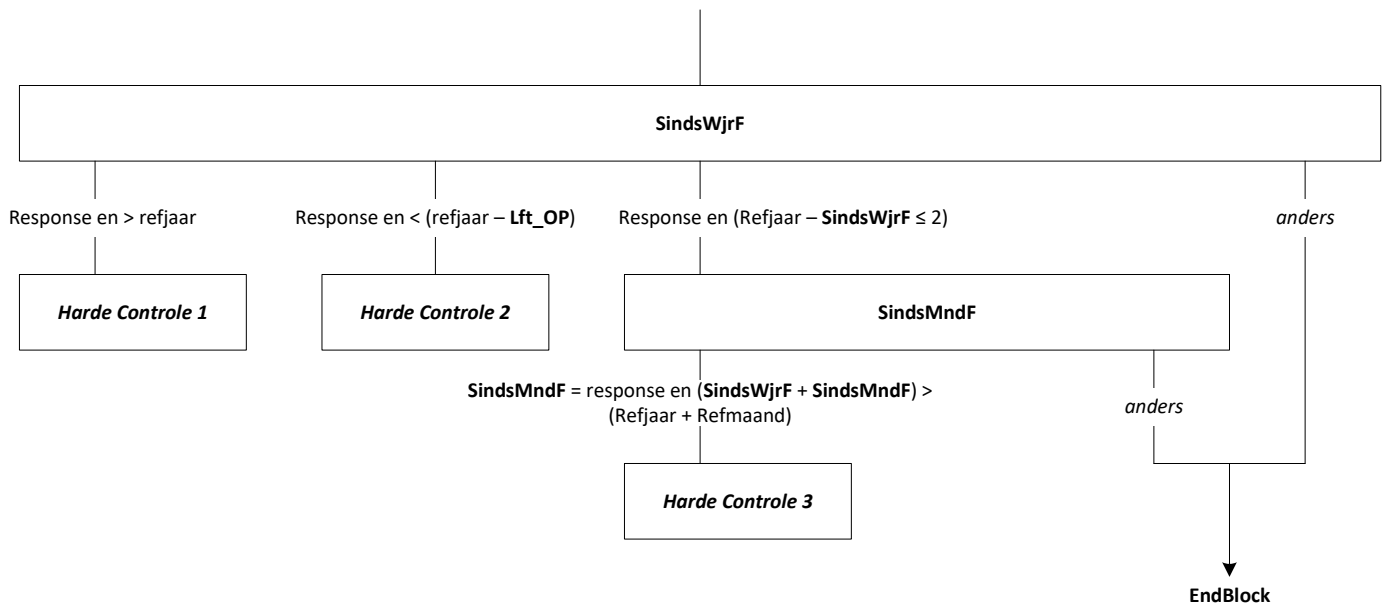 SindsWjrF
Response en > refjaar
Response en < (refjaar – Lft_OP)
Response en (Refjaar – SindsWjrF ≤ 2)
anders
Harde Controle 1
Harde Controle 2
SindsMndF
SindsMndF = response en (SindsWjrF + SindsMndF) >
(Refjaar + Refmaand)
anders
Harde Controle 3
EndBlock